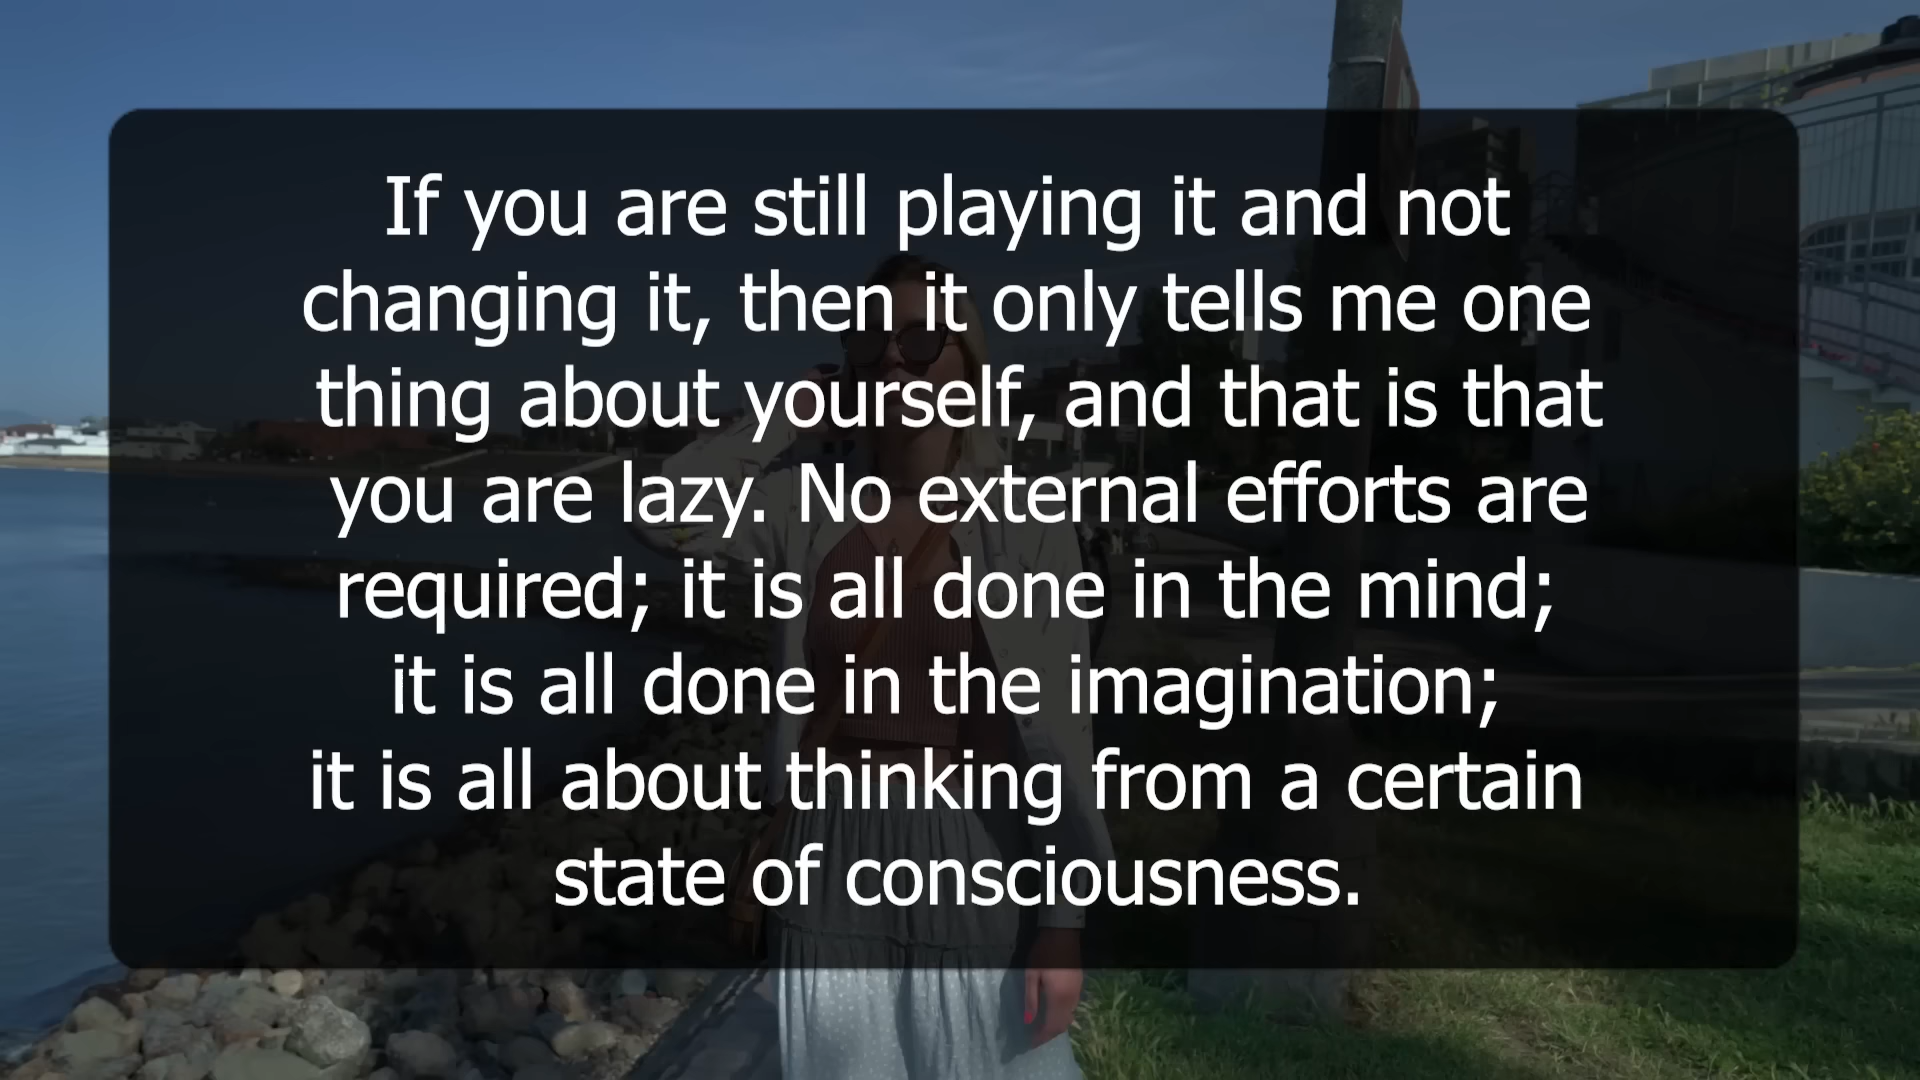 If you are still playing it and not
changing it, then it only tells me one
thing about yourself, and that is that
you are lazy. No external efforts are
required; it is all done in the mind;
it is all done in the imagination;
it is all about thinking from a certain
state of consciousness.